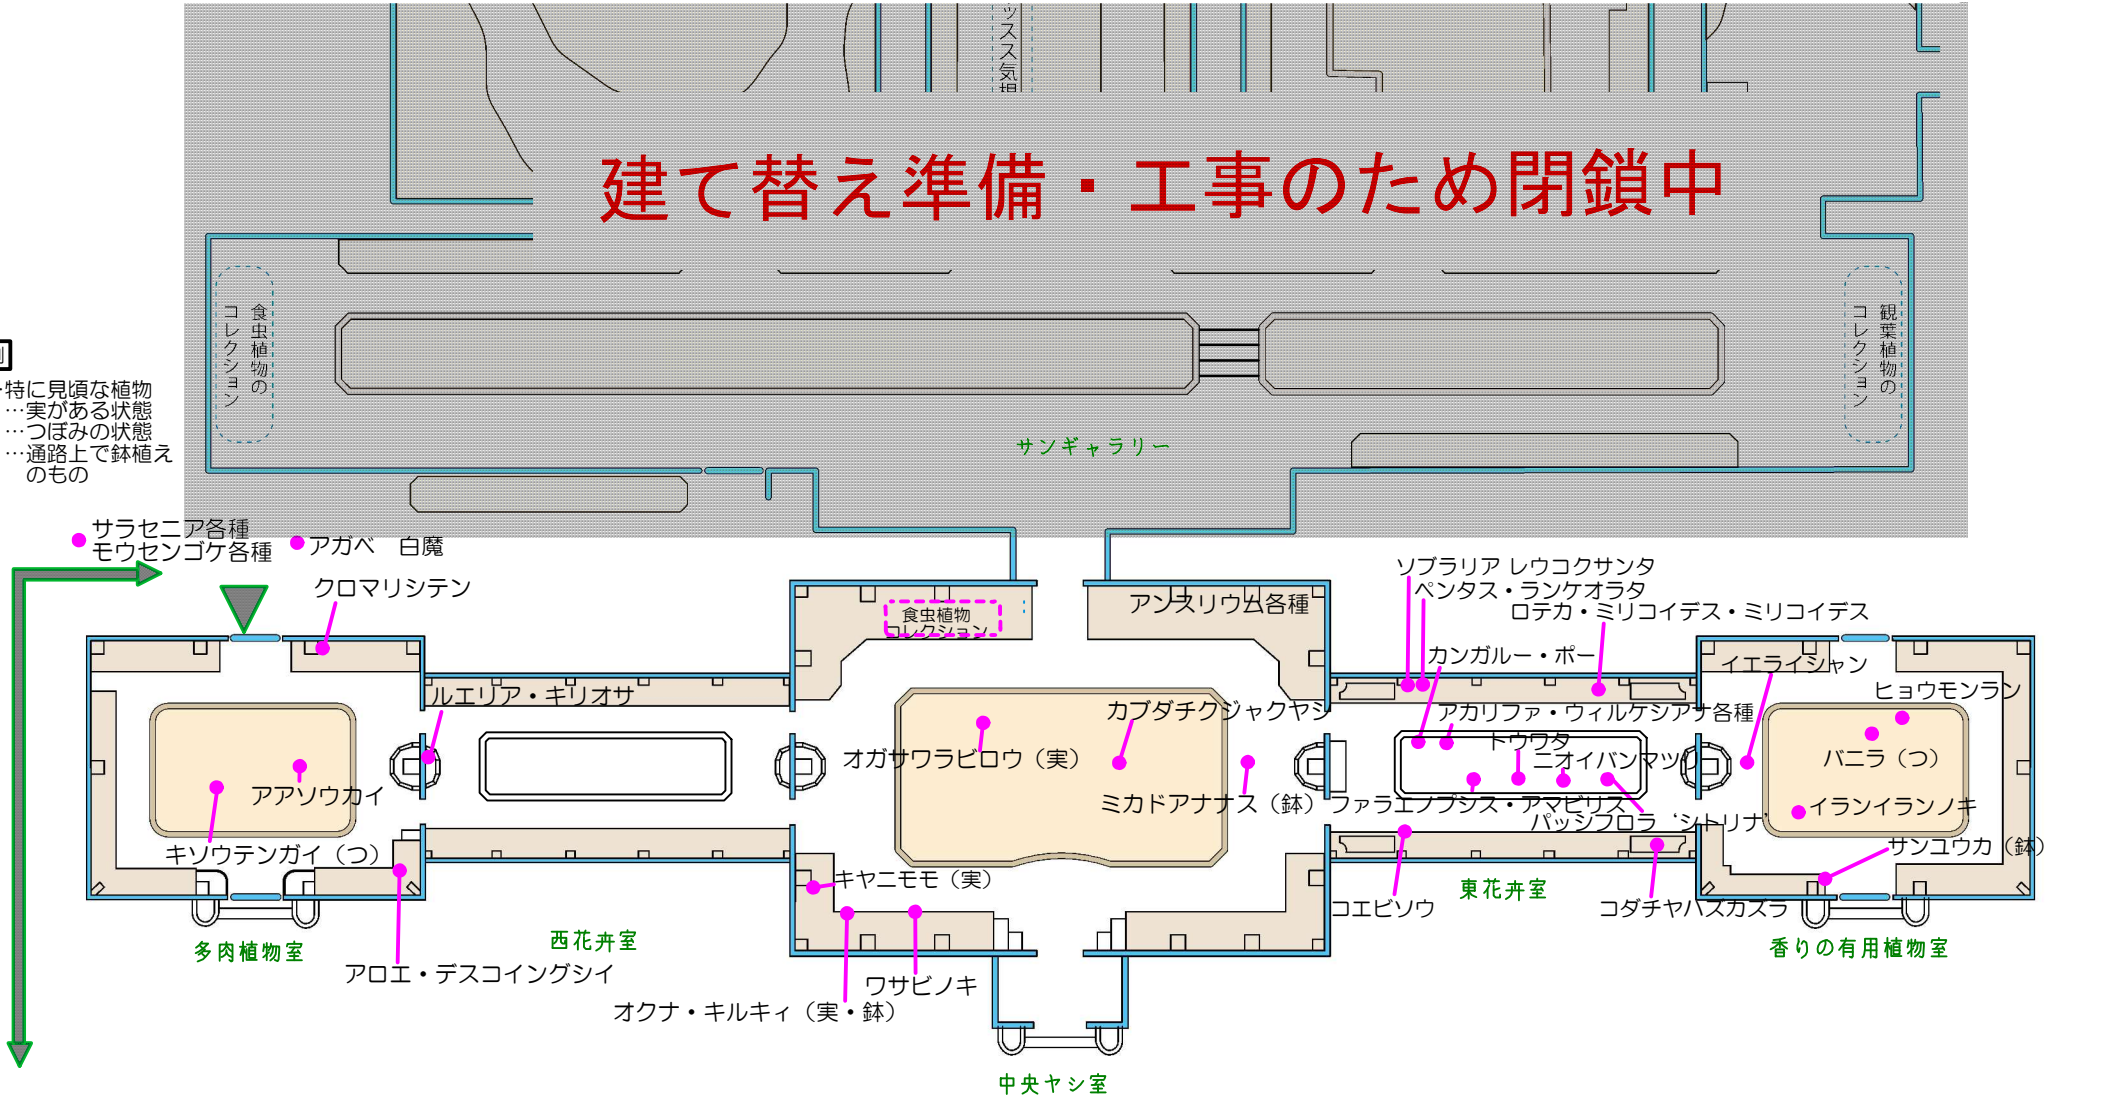 ッスス気根
建て替え準備・工事のため閉鎖中
食虫植物の
コレクション
観葉植物の
コレクション
サンギャラリー
特に見頃な植物
…実がある状態
…つぼみの状態
…通路上で鉢植え
のもの
サラセニア各種
モウセンゴケ各種
アガベ 白魔
クロマリシテン
ルエリア・キリオサ
アアソウカイ
キソウテンガイ（つ）
多肉植物室
アロエ・デスコイングシイ
西花卉室
食虫植物
コレクション
アンスリウム各種
オガサワラビロウ（実）
カブダチクジャクヤシ
ミカドアナナス（鉢）
キヤニモモ（実）
ワサビノキ
オクナ・キルキィ（実・鉢）
中央ヤシ室
ソブラリア レウコクサンタ
ペンタス・ランケオラタ
ロテカ・ミリコイデス・ミリコイデス
カンガルー・ポー
アカリファ・ウィルケシアナ各種
トウワタ
ニオイバンマツリ
ファラエノプシス・アマビリス
パッシフロラ‘シトリナ’
コエビソウ
東花卉室
コダチヤハズカズラ
イエライシャン
ヒョウモンラン
バニラ（つ）
イランイランノキ
サンユウカ（鉢）
香りの有用植物室